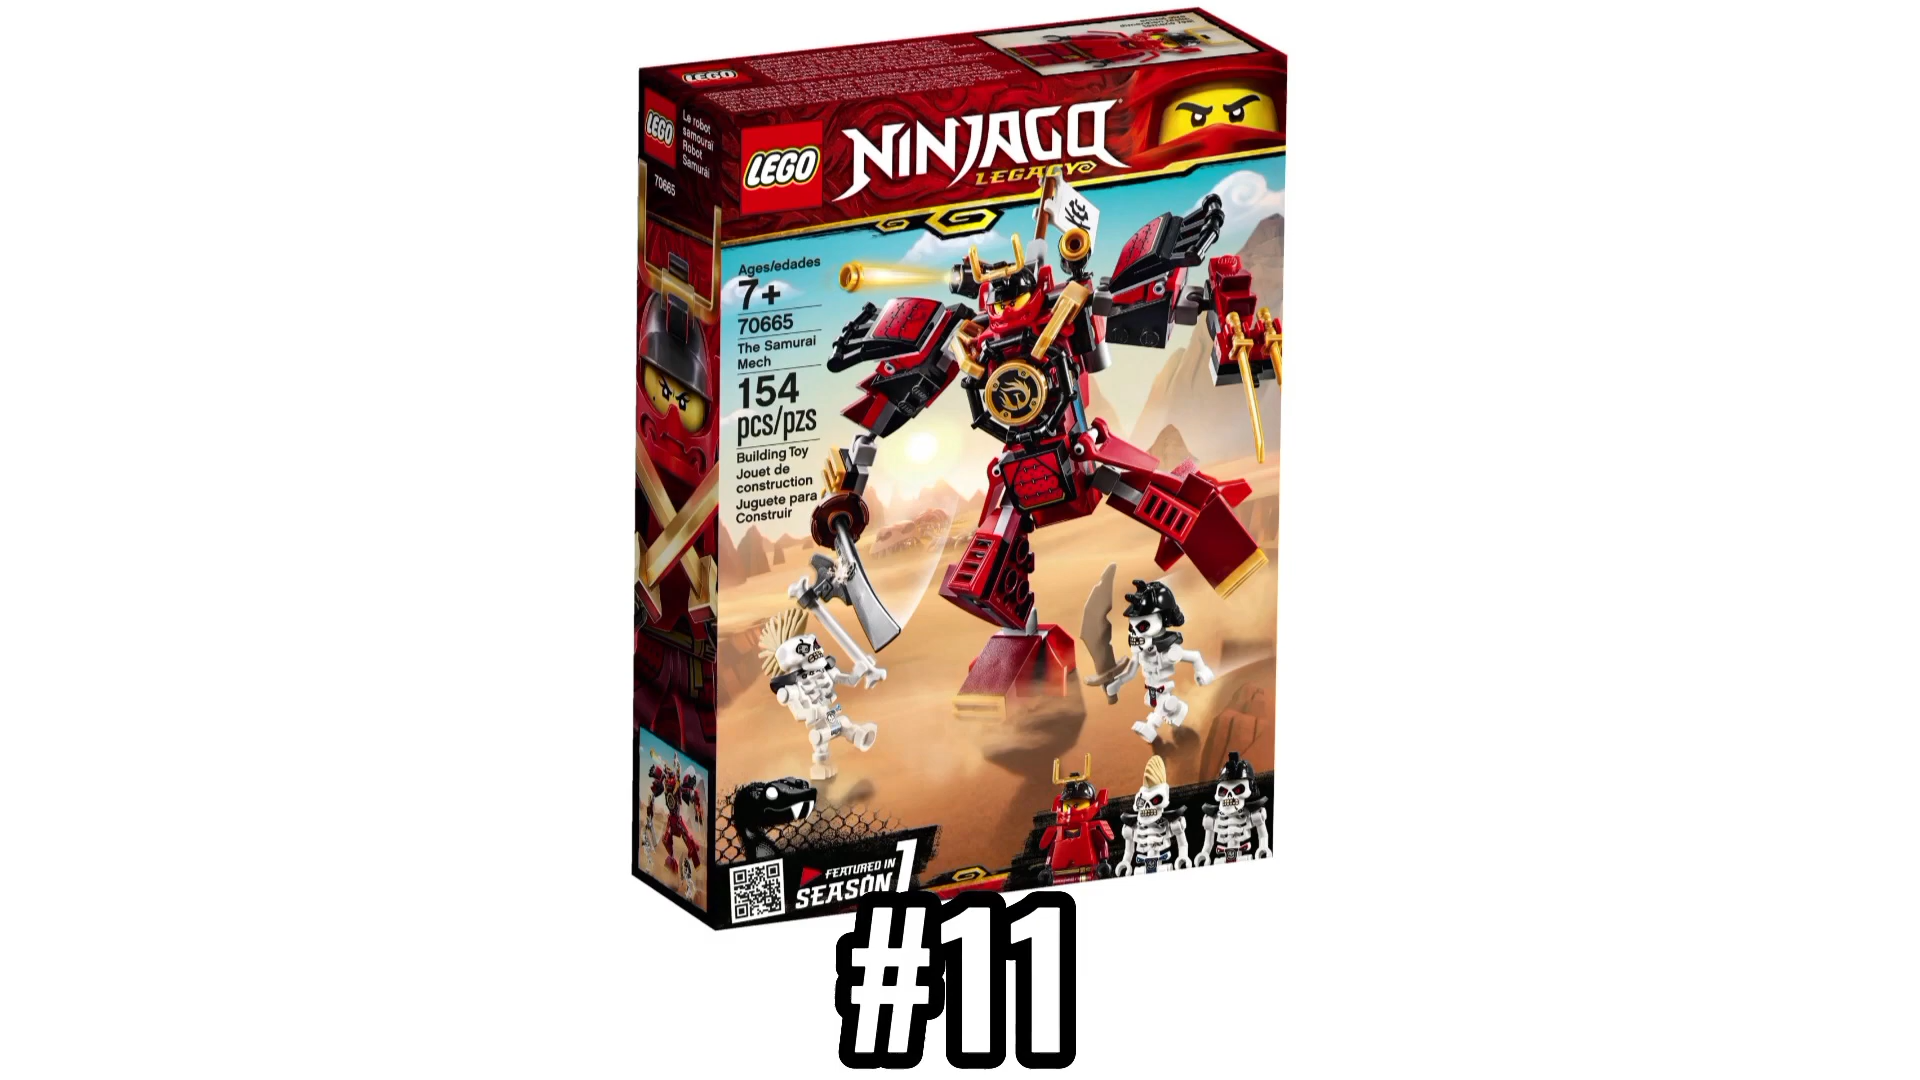 LEGO
LEGO
Le robot
samouraï
Robot
Samurái
70665
LEGO
NINJAGO
LEGACY
Ages/edades
7+
70665
The Samurai
Mech
154
pcs/pzs
Building Toy
Jouet de
construction
Juguete para
Construir
FEATURED IN
SEASON 1
#11